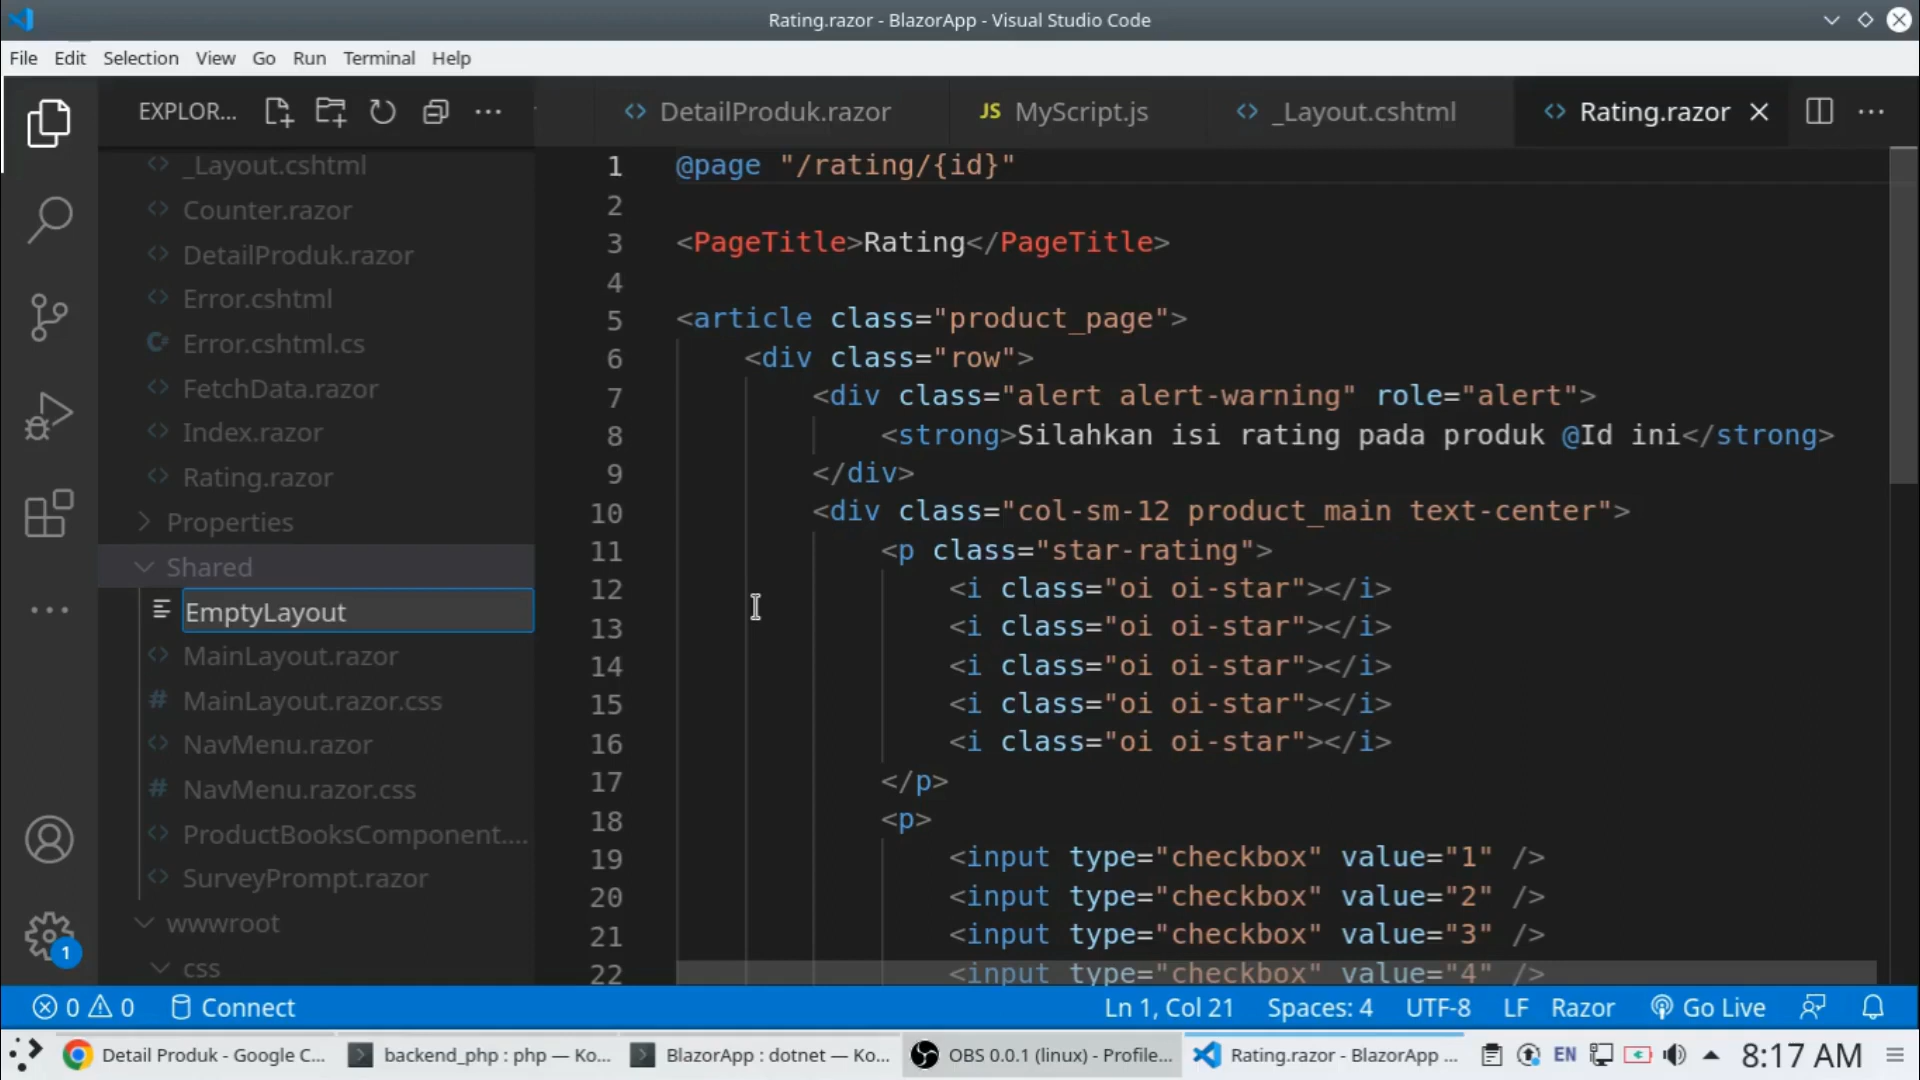 Rating.razor - BlazorApp - Visual Studio Code
File Edit Selection View Go Run Terminal Help
EXPLOR...
DetailProduk.razor
JS MyScript.js
_Layout.cshtml
Rating.razor
_Layout.cshtml
Counter.razor
DetailProduk.razor
Error.cshtml
C# Error.cshtml.cs
FetchData.razor
Index.razor
Rating.razor
Properties
Shared
EmptyLayout
MainLayout.razor
# MainLayout.razor.css
NavMenu.razor
# NavMenu.razor.css
ProductBooksComponent....
SurveyPrompt.razor
wwwroot
css
1 @page "/rating/{id}"
2
3 <PageTitle>Rating</PageTitle>
4
5 <article class="product_page">
6 <div class="row">
7 <div class="alert alert-warning" role="alert">
8 <strong>Silahkan isi rating pada produk @Id ini</strong>
9 </div>
10 <div class="col-sm-12 product_main text-center">
11 <p class="star-rating">
12 <i class="oi oi-star"></i>
13 <i class="oi oi-star"></i>
14 <i class="oi oi-star"></i>
15 <i class="oi oi-star"></i>
16 <i class="oi oi-star"></i>
17 </p>
18 <p>
19 <input type="checkbox" value="1" />
20 <input type="checkbox" value="2" />
21 <input type="checkbox" value="3" />
22 <input type="checkbox" value="4" />
1
0 0 Connect
Ln 1, Col 21 Spaces: 4 UTF-8 LF Razor Go Live
Detail Produk - Google C...
backend_php : php — Ko...
BlazorApp : dotnet — Ko...
OBS 0.0.1 (linux) - Profile...
Rating.razor - BlazorApp ...
EN
8:17 AM